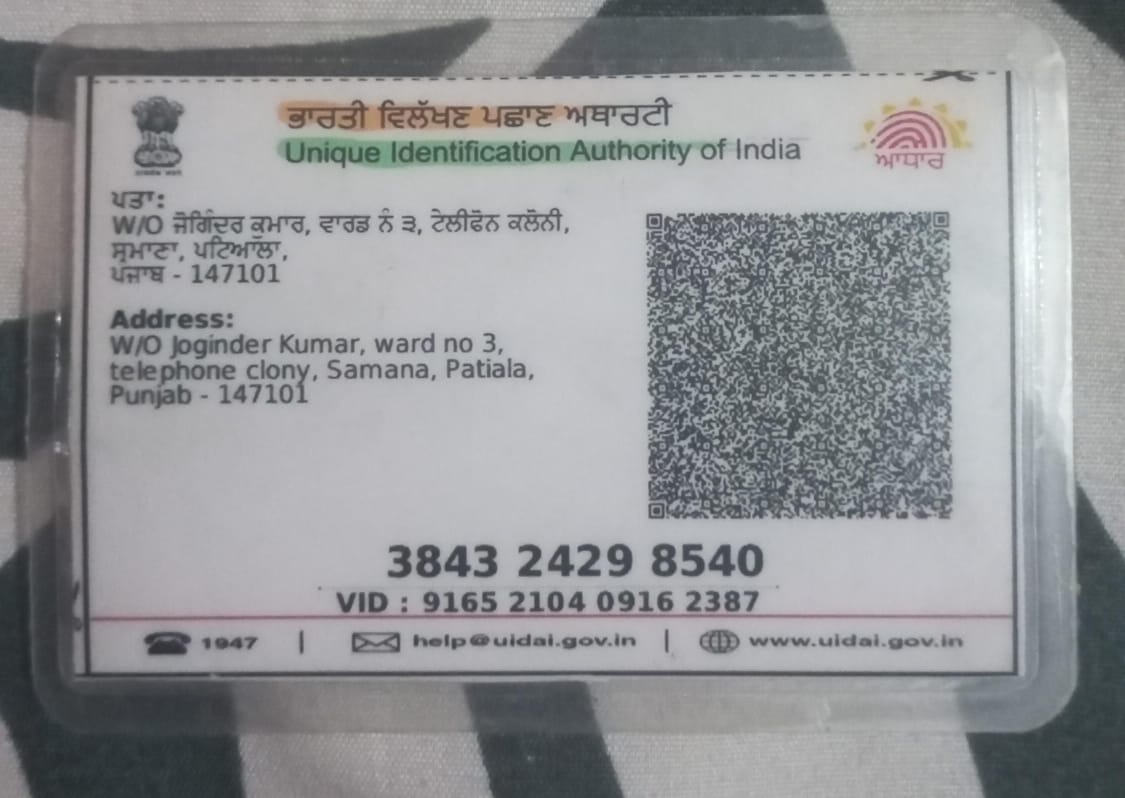 ਭਾਰਤੀ ਵਿਲੱਖਣ ਪਛਾਣ ਅਥਾਰਟੀ
Unique Identification Authority of India
ਆਧਾਰ
ਪਤਾ:
W/O ਜੋਗਿੰਦਰ ਕੁਮਾਰ, ਵਾਰਡ ਨੰ ੩, ਟੇਲੀਫੋਨ ਕਲੋਨੀ,
ਸਮਾਣਾ, ਪਟਿਆਲਾ,
ਪੰਜਾਬ - 147101
Address:
W/O Joginder Kumar, ward no 3,
telephone clony, Samana, Patiala,
Punjab - 147101
3843 2429 8540
VID : 9165 2104 0916 2387
1947 | help@uidai.gov.in | www.uidai.gov.in